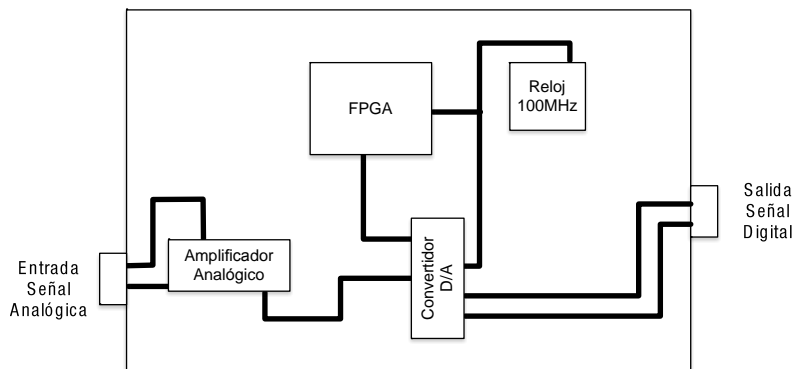 FPGA
Reloj
100MHz
Salida
Señal
Digital
Amplificador
Analógico
Convertidor
D/A
Entrada
Señal
Analógica